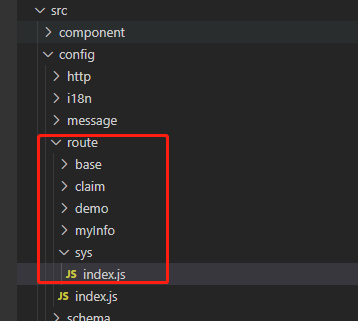 src
component
config
http
i18n
message
route
base
claim
demo
myInfo
sys
JS index.js
JS index.js
schema